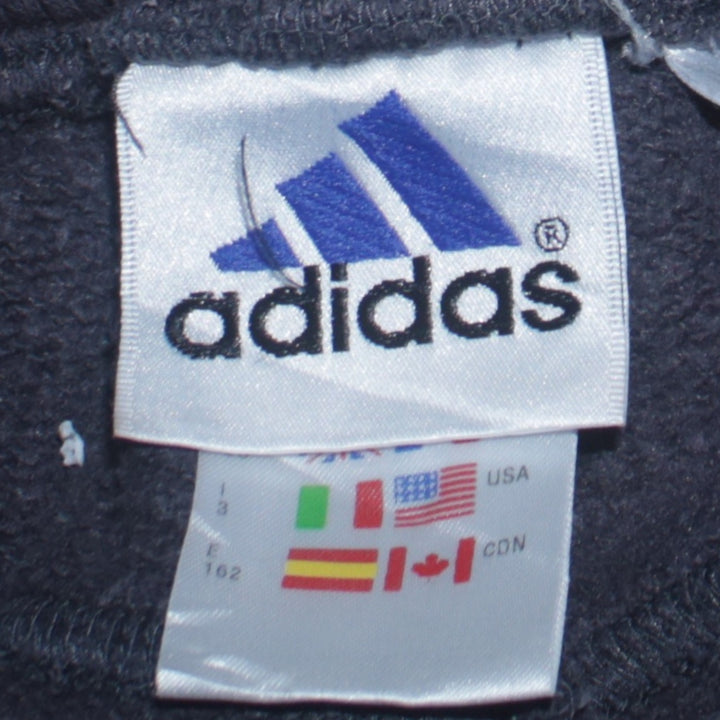 adidas®
I USA
3
E CDN
162